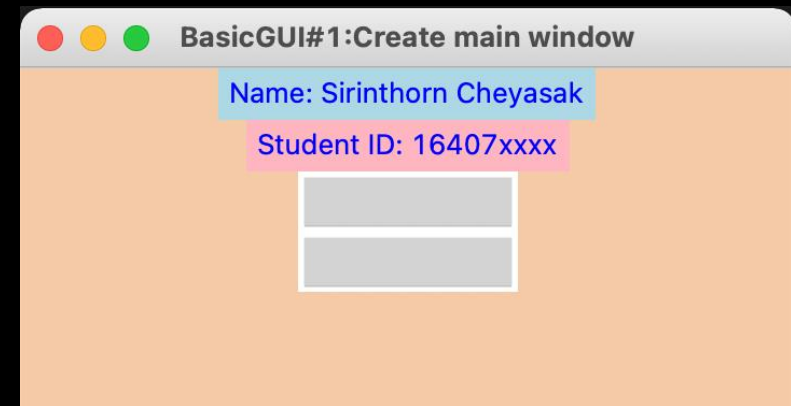 BasicGUI#1:Create main window
Name: Sirinthorn Cheyasak
Student ID: 16407xxxx